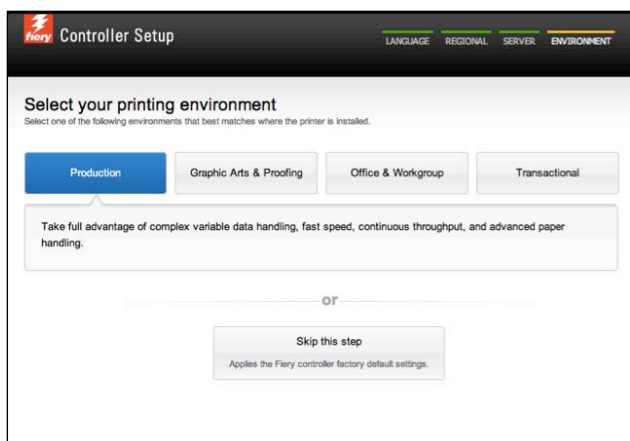 fiery Controller Setup
LANGUAGE REGIONAL SERVER ENVIRONMENT
Select your printing environment
Select one of the following environments that best matches where the printer is installed.
Production
Graphic Arts & Proofing
Office & Workgroup
Transactional
Take full advantage of complex variable data handling, fast speed, continuous throughput, and advanced paper
handling.
or
Skip this step
Applies the Fiery controller factory default settings.